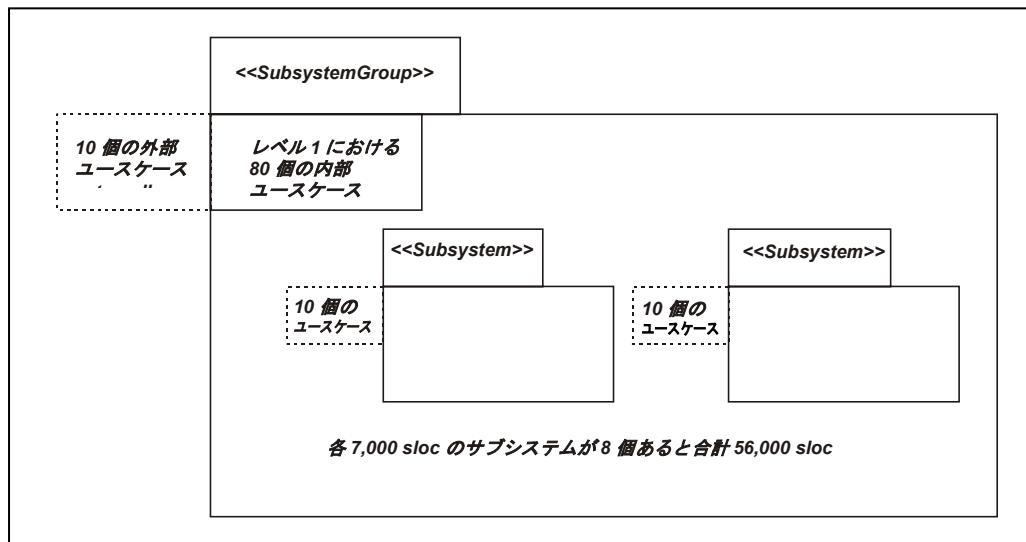 <<SubsystemGroup>>
10 個の外部
ユースケース
レベル 1 における
80 個の内部
ユースケース
<<Subsystem>>
10 個の
ユースケース
<<Subsystem>>
10 個の
ユースケース
各 7,000 sloc のサブシステムが 8 個あると合計 56,000 sloc